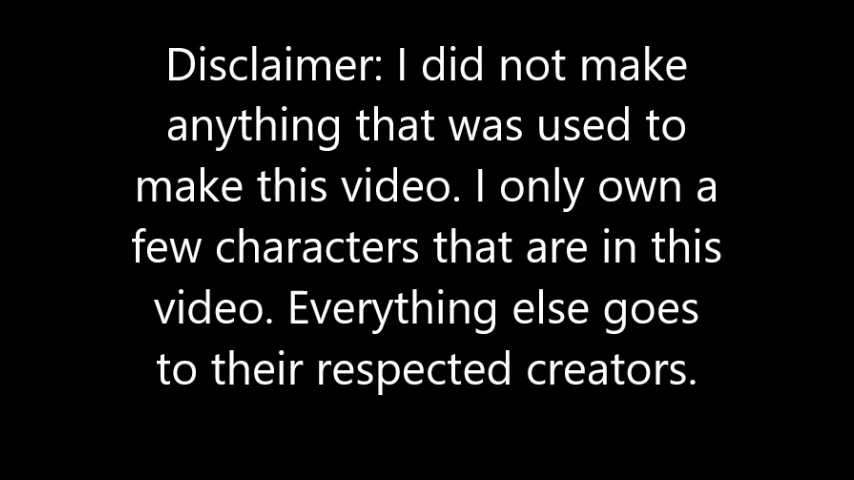 Disclaimer: I did not make
anything that was used to
make this video. I only own a
few characters that are in this
video. Everything else goes
to their respected creators.